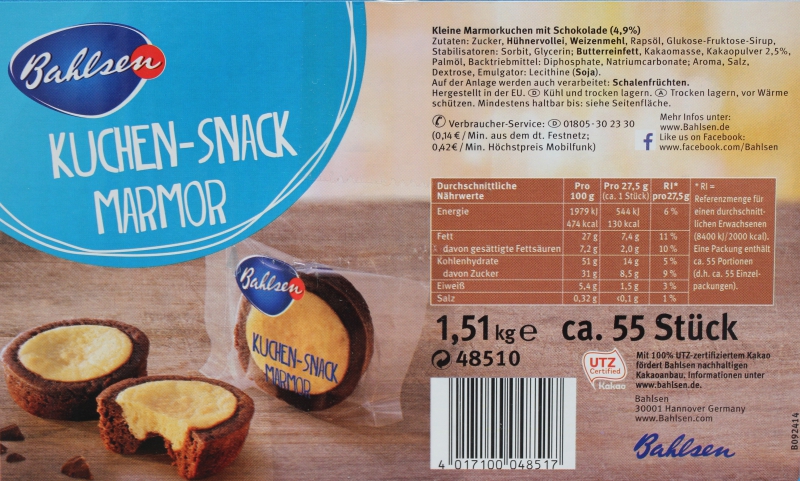 Bahlsen
KUCHEN-SNACK
MARMOR
Bahlsen
KUCHEN-SNACK
MARMOR
Kleine Marmorkuchen mit Schokolade (4,9%)
Zutaten: Zucker, Hühnervollei, Weizenmehl, Rapsöl, Glukose-Fruktose-Sirup,
Stabilisatoren: Sorbit, Glycerin; Butterreinfett, Kakaomasse, Kakaopulver 2,5%,
Palmöl, Backtriebmittel: Diphosphate, Natriumcarbonate; Aroma, Salz,
Dextrose, Emulgator: Lecithine (Soja).
Auf der Anlage werden auch verarbeitet: Schalenfrüchten.
Hergestellt in der EU. Ⓓ Kühl und trocken lagern. Ⓐ Trocken lagern, vor Wärme
schützen. Mindestens haltbar bis: siehe Seitenfläche.
Verbraucher-Service: Ⓓ 01805-30 23 30
(0,14 €/Min. aus dem dt. Festnetz;
0,42€/Min. Höchstpreis Mobilfunk)
Mehr Infos unter:
www.Bahlsen.de
Like us on Facebook:
f www.facebook.com/Bahlsen
Durchschnittliche Nährwerte Pro 100 g Pro 27,5 g (ca. 1 Stück) RI* pro27,5g
Energie 1979 kJ 544 kJ 6 %
474 kcal 130 kcal
Fett 27 g 7,4 g 11 %
davon gesättigte Fettsäuren 7,2 g 2,0 g 10 %
Kohlenhydrate 51 g 14 g 5 %
davon Zucker 31 g 8,5 g 9 %
Eiweiß 5,4 g 1,5 g 3 %
Salz 0,32 g <0,1 g 1 %
* RI =
Referenzmenge für
einen durchschnitt-
lichen Erwachsenen
(8400 kJ/2000 kcal).
Eine Packung enthält
ca. 55 Portionen
(d.h. ca. 55 Einzel-
packungen).
1,51 kg e ca. 55 Stück
48510
UTZ
Certified
Kakao
Mit 100% UTZ-zertifiziertem Kakao
fördert Bahlsen nachhaltigen
Kakaoanbau. Informationen unter
www.bahlsen.de.
Bahlsen
30001 Hannover Germany
www.Bahlsen.com
Bahlsen
4 017100 048517
B092414